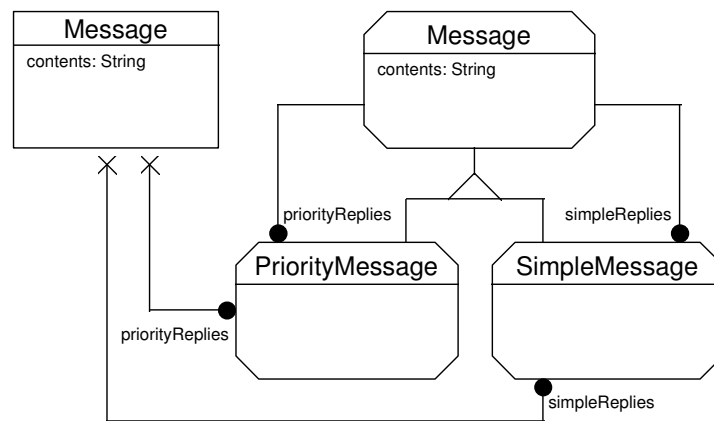 Message
contents: String
Message
contents: String
priorityReplies
simpleReplies
PriorityMessage
SimpleMessage
priorityReplies
simpleReplies